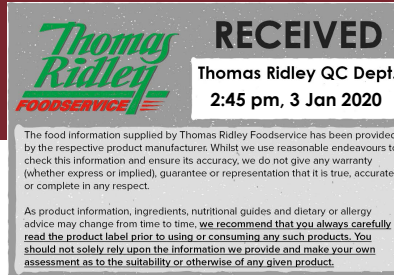 Thomas
Ridley
FOODSERVICE
RECEIVED
Thomas Ridley QC Dept.
2:45 pm, 3 Jan 2020
The food information supplied by Thomas Ridley Foodservice has been provided
by the respective product manufacturer. Whilst we use reasonable endeavours to
check this information and ensure its accuracy, we do not give any warranty
(whether express or implied), guarantee or representation that it is true, accurate
or complete in any respect.
As product information, ingredients, nutritional guides and dietary or allergy
advice may change from time to time, we recommend that you always carefully
read the product label prior to using or consuming any such products. You
should not solely rely upon the information we provide and make your own
assessment as to the suitability or otherwise of any given product.